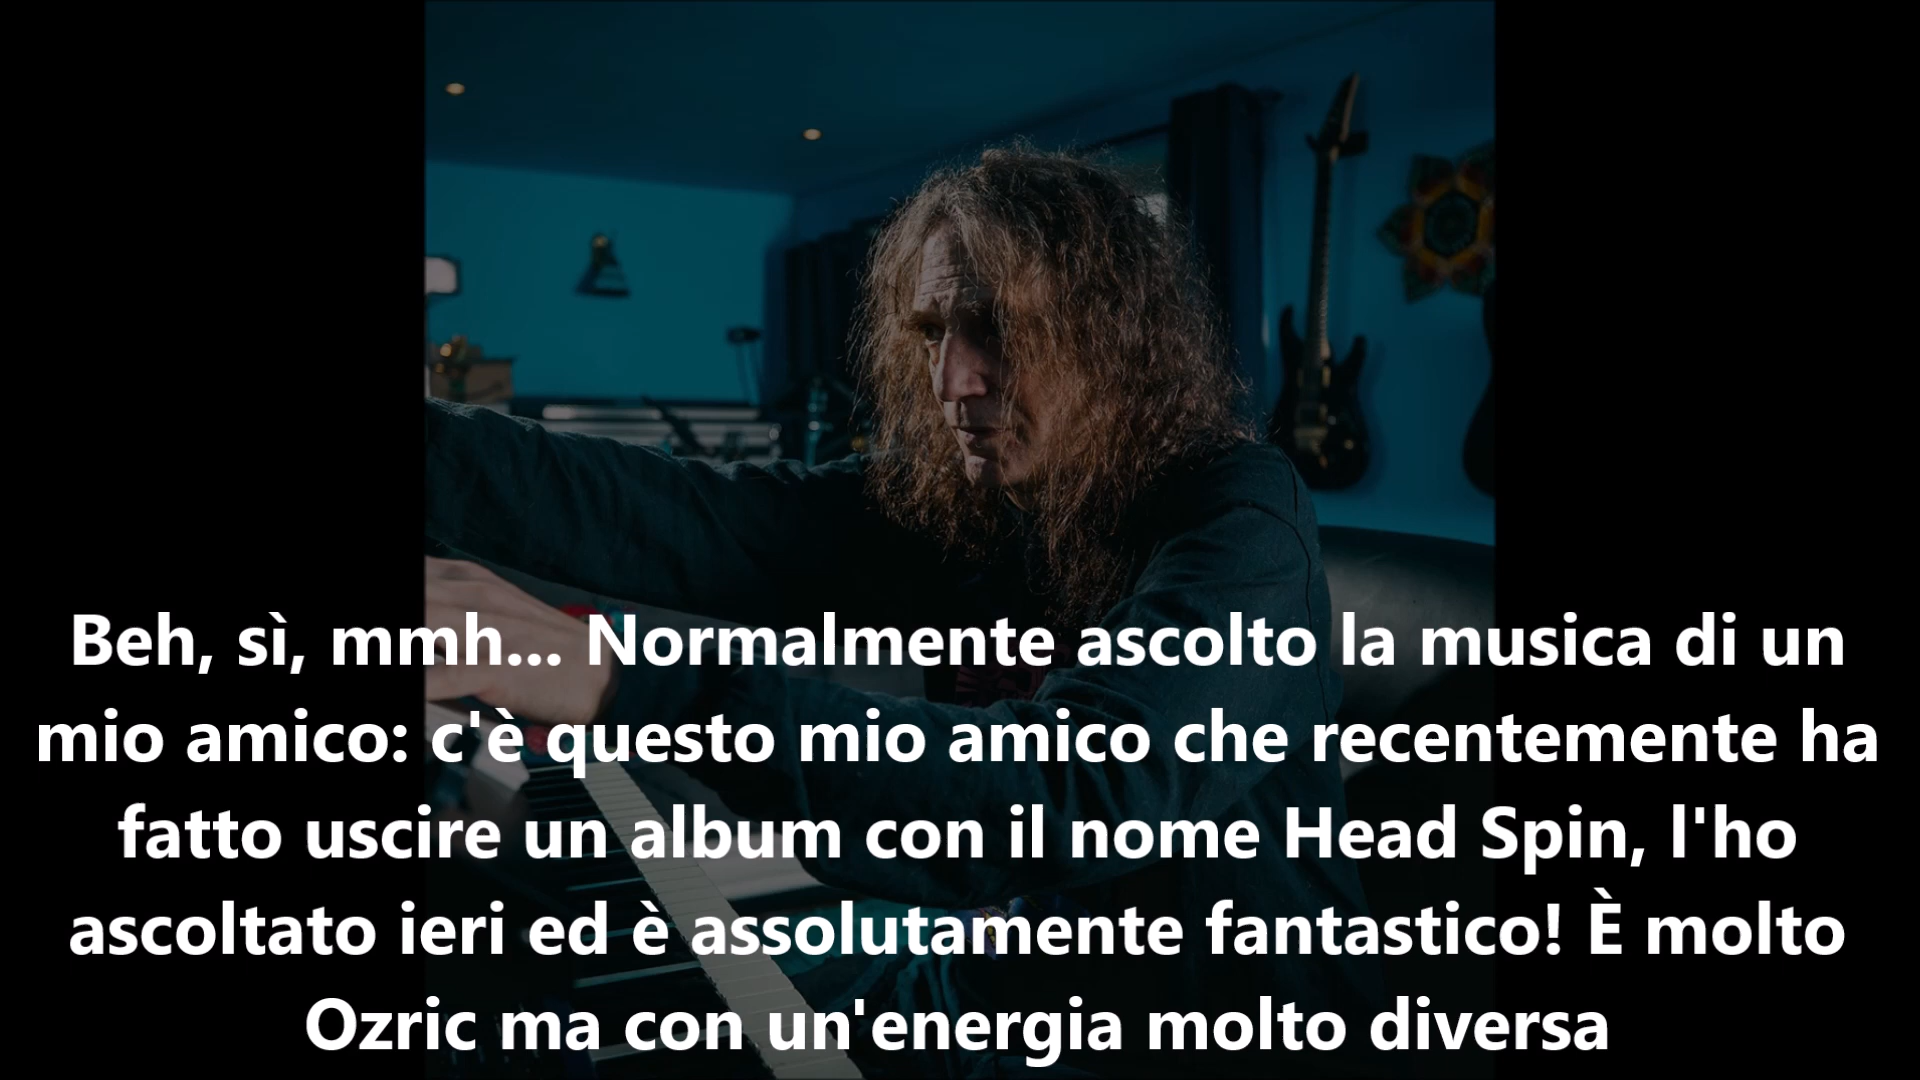 Beh, sì, mmh... Normalmente ascolto la musica di un
mio amico: c'è questo mio amico che recentemente ha
fatto uscire un album con il nome Head Spin, l'ho
ascoltato ieri ed è assolutamente fantastico! È molto
Ozric ma con un'energia molto diversa